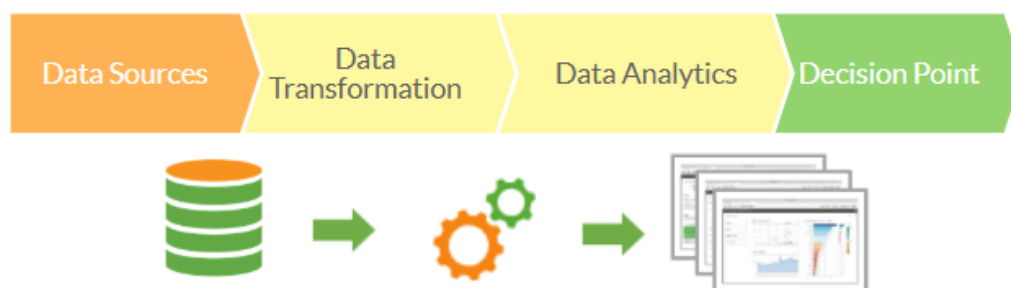 Data Sources
Data
Transformation
Data Analytics
Decision Point